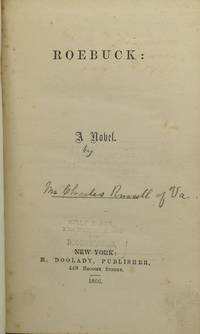 ROEBUCK:
A Novel.
by
Mr Charles Russell of Va
NEW YORK:
M. DOOLADY, PUBLISHER,
448 BROOME STREET.
1866.